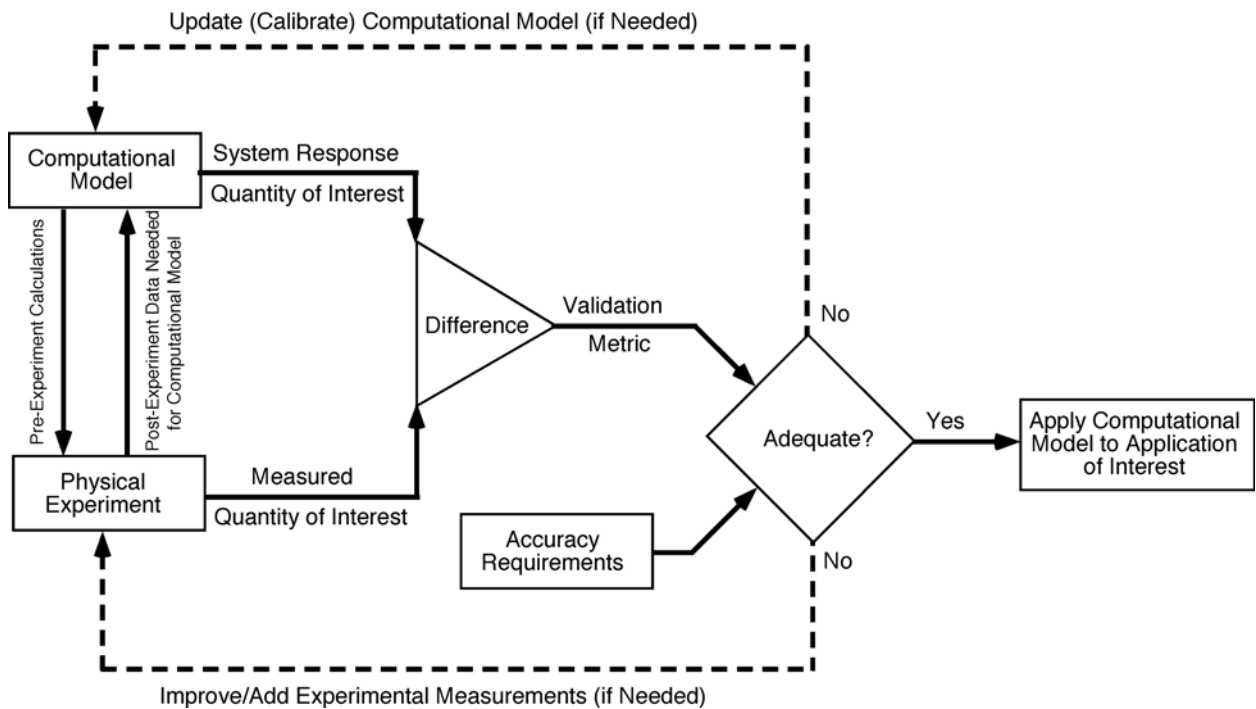 Update (Calibrate) Computational Model (if Needed)
Computational
Model
System Response
Quantity of Interest
Pre-Experiment Calculations
Post-Experiment Data Needed
for Computational Model
Difference
Validation
Metric
No
Adequate?
Yes
Apply Computational
Model to Application
of Interest
Physical
Experiment
Measured
Quantity of Interest
Accuracy
Requirements
No
Improve/Add Experimental Measurements (if Needed)